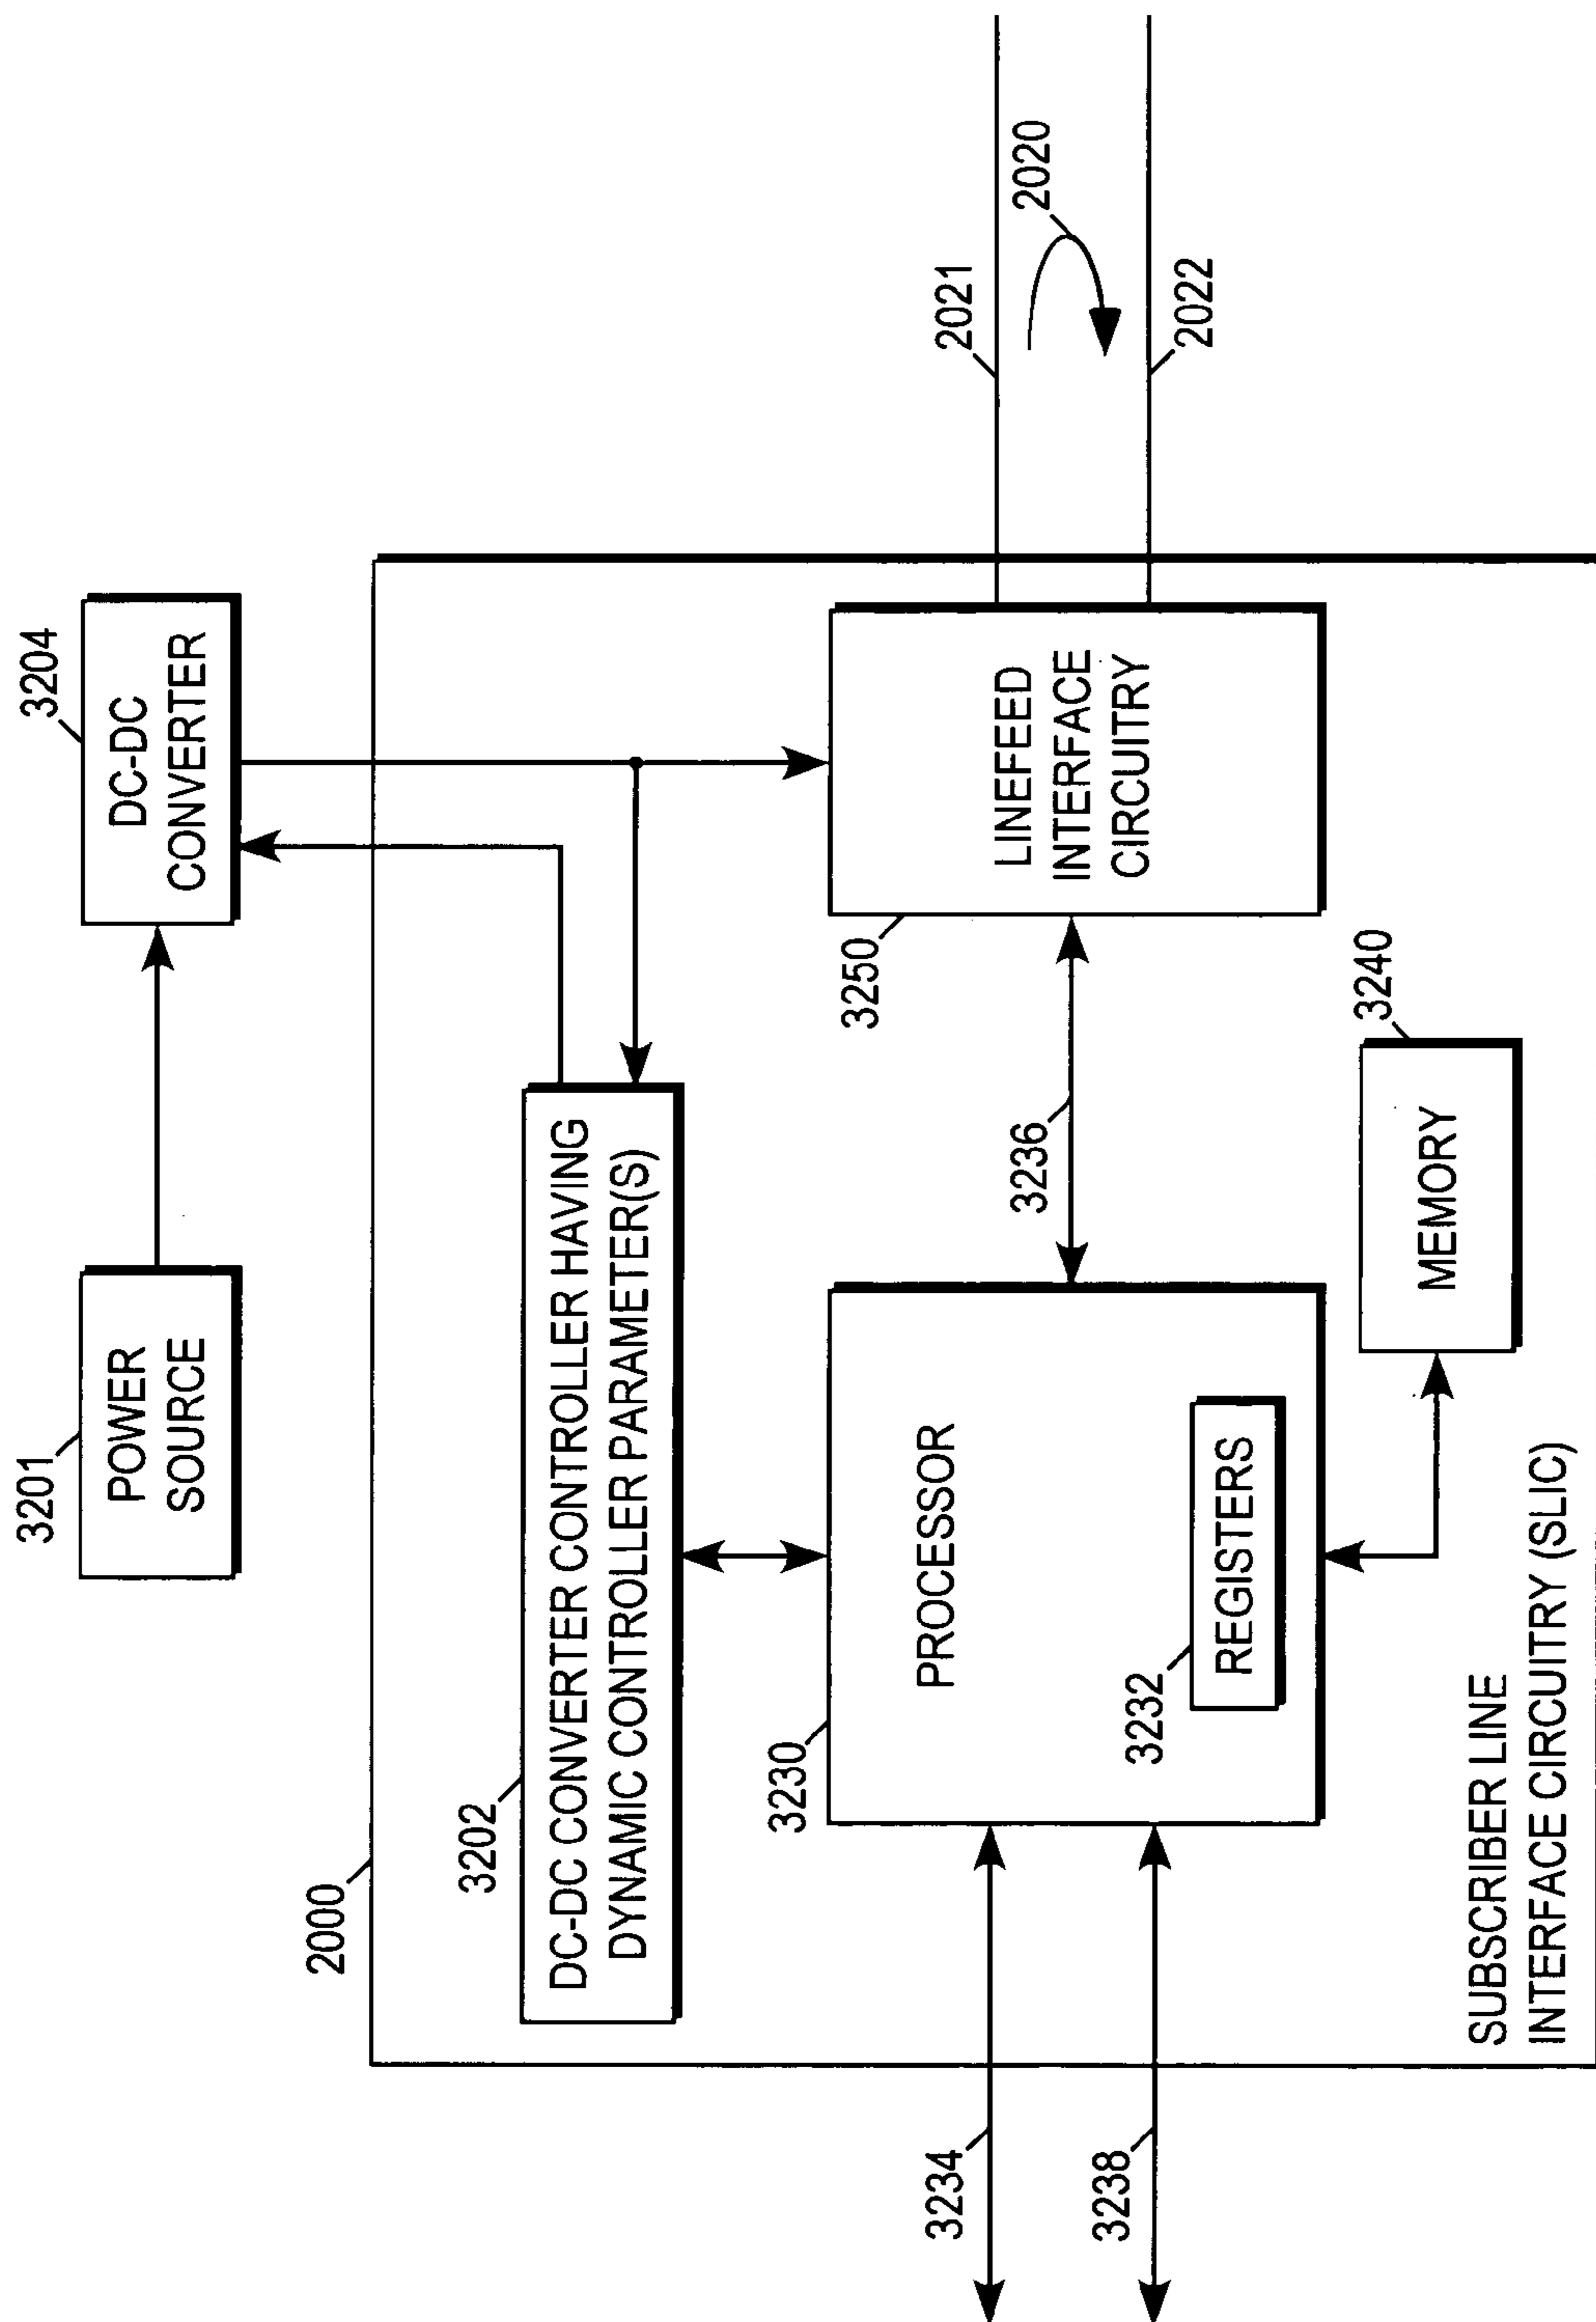 3201
POWER
SOURCE
3204
DC-DC
CONVERTER
2000
3202
DC-DC CONVERTER CONTROLLER HAVING
DYNAMIC CONTROLLER PARAMETER(S)
3230
PROCESSOR
3232
REGISTERS
3234
3238
3236
3250
LINEFEED
INTERFACE
CIRCUITRY
2021
2020
2022
3240
MEMORY
SUBSCRIBER LINE
INTERFACE CIRCUITRY (SLIC)